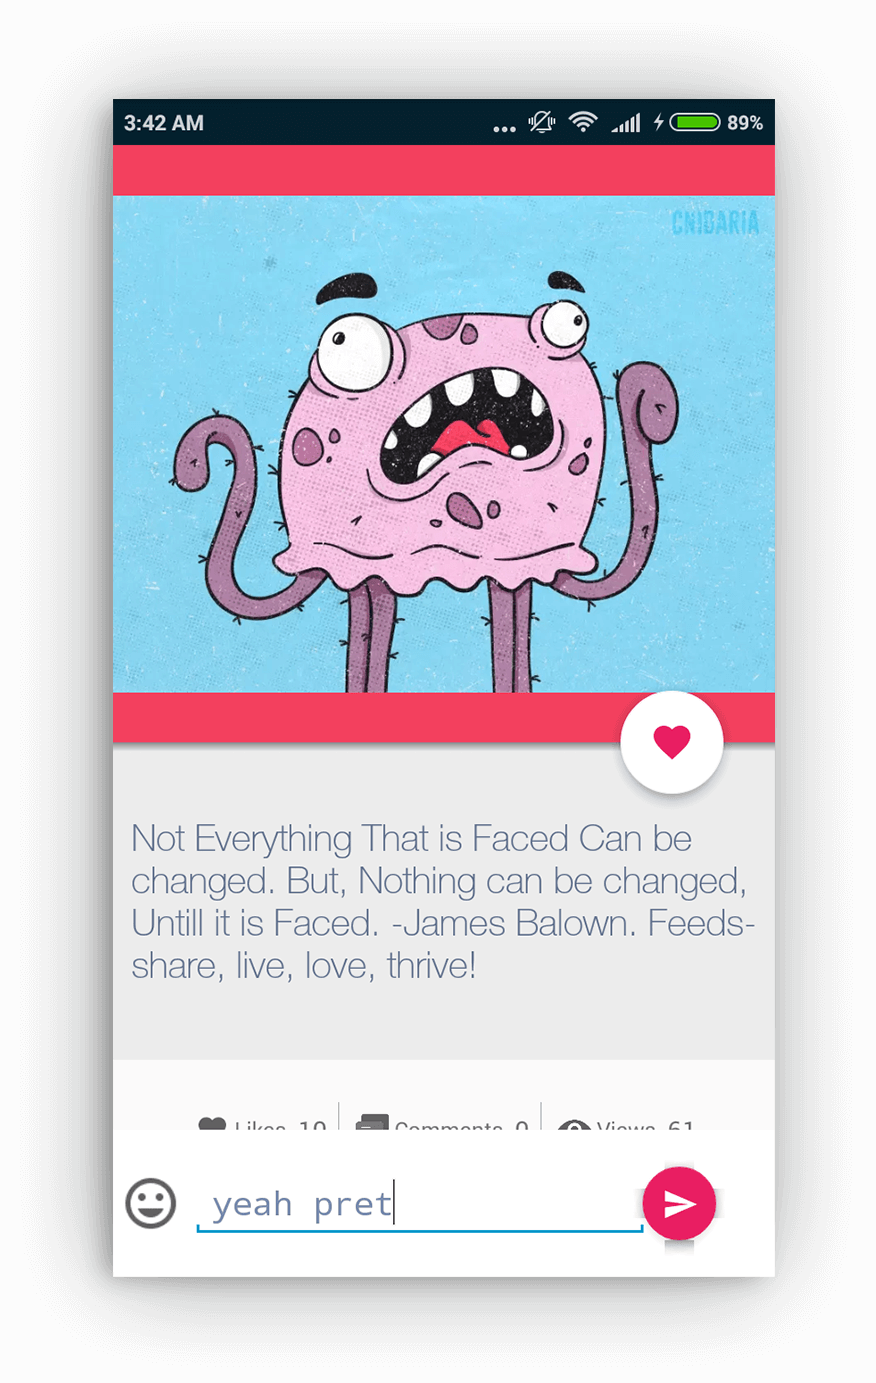 3:42 AM ... 89%
CNIDARIA
Not Everything That is Faced Can be
changed. But, Nothing can be changed,
Untill it is Faced. -James Balown. Feeds-
share, live, love, thrive!
Likes 10 Comments 0 Views 61
yeah pret